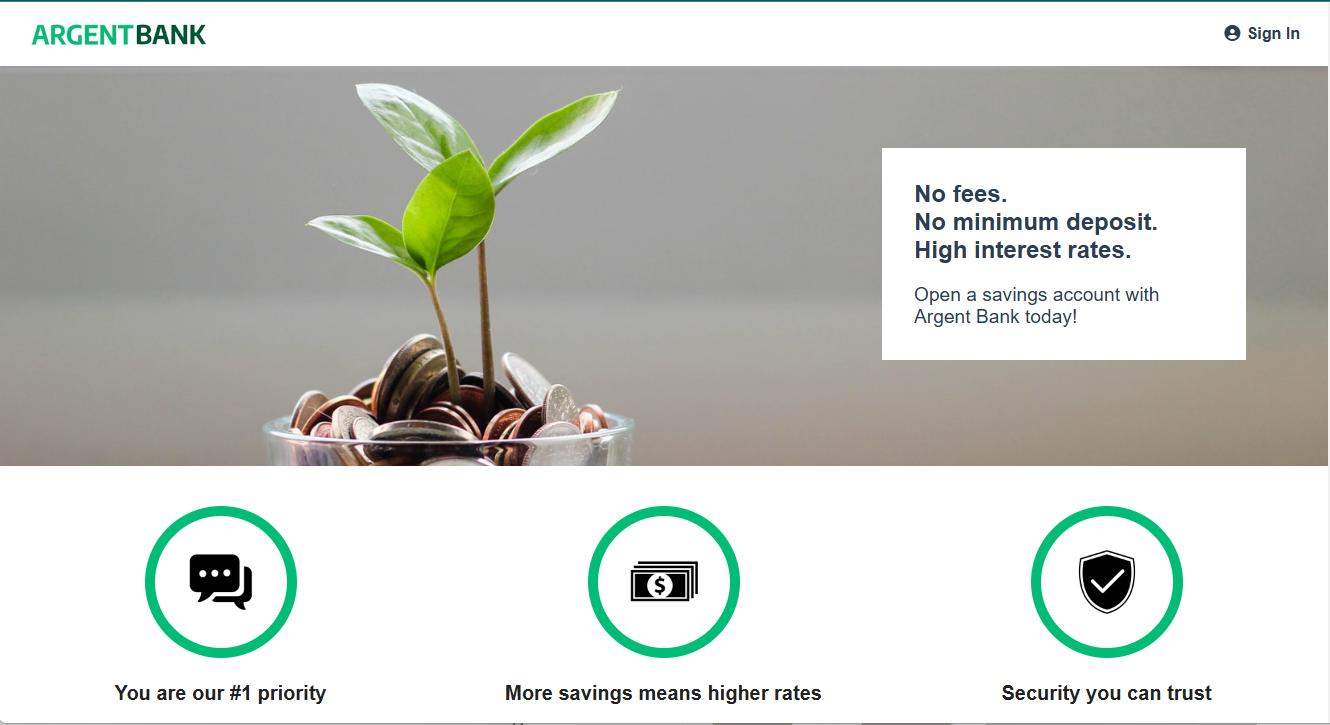 ARGENTBANK
Sign In
No fees.
No minimum deposit.
High interest rates.
Open a savings account with
Argent Bank today!
$
You are our #1 priority
More savings means higher rates
Security you can trust